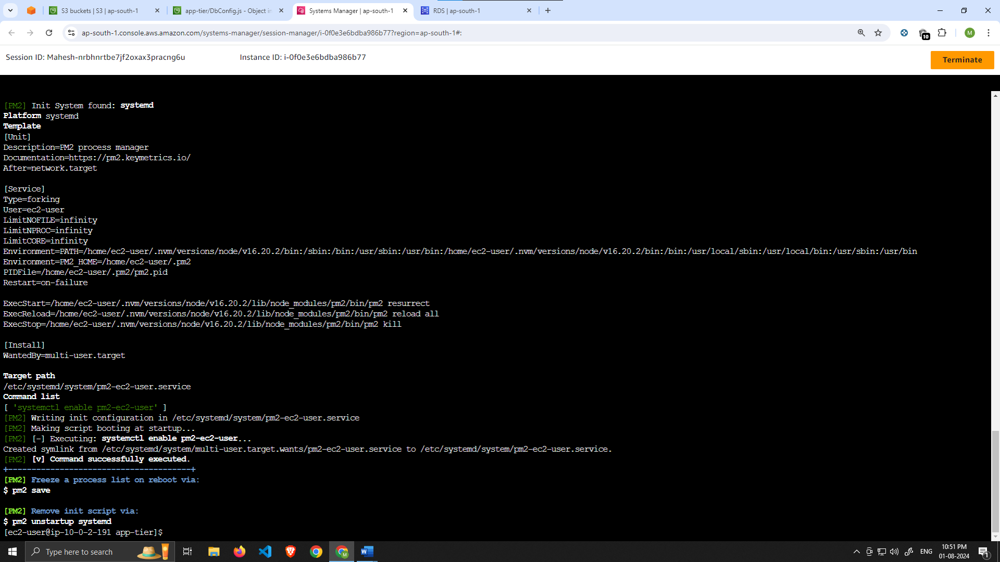 S3 buckets | S3 | ap-south-1
app-tier/DbConfig.js - Object in
Systems Manager | ap-south-1
RDS | ap-south-1
ap-south-1.console.aws.amazon.com/systems-manager/session-manager/i-0f0e3e6bdba986b77?region=ap-south-1#:
10
M
Session ID: Mahesh-nrbhnrtbe7jf2oxax3pracng6u
Instance ID: i-0f0e3e6bdba986b77
Terminate
[PM2] Init System found: systemd
Platform systemd
Template
[Unit]
Description=PM2 process manager
Documentation=https://pm2.keymetrics.io/
After=network.target
[Service]
Type=forking
User=ec2-user
LimitNOFILE=infinity
LimitNPROC=infinity
LimitCORE=infinity
Environment=PATH=/home/ec2-user/.nvm/versions/node/v16.20.2/bin:/sbin:/bin:/usr/sbin:/usr/bin:/home/ec2-user/.nvm/versions/node/v16.20.2/bin:/bin:/usr/local/sbin:/usr/local/bin:/usr/sbin:/usr/bin
Environment=PM2_HOME=/home/ec2-user/.pm2
PIDFile=/home/ec2-user/.pm2/pm2.pid
Restart=on-failure
ExecStart=/home/ec2-user/.nvm/versions/node/v16.20.2/lib/node_modules/pm2/bin/pm2 resurrect
ExecReload=/home/ec2-user/.nvm/versions/node/v16.20.2/lib/node_modules/pm2/bin/pm2 reload all
ExecStop=/home/ec2-user/.nvm/versions/node/v16.20.2/lib/node_modules/pm2/bin/pm2 kill
[Install]
WantedBy=multi-user.target
Target path
/etc/systemd/system/pm2-ec2-user.service
Command list
[ 'systemctl enable pm2-ec2-user' ]
[PM2] Writing init configuration in /etc/systemd/system/pm2-ec2-user.service
[PM2] Making script booting at startup...
[PM2] [-] Executing: systemctl enable pm2-ec2-user...
Created symlink from /etc/systemd/system/multi-user.target.wants/pm2-ec2-user.service to /etc/systemd/system/pm2-ec2-user.service.
[PM2] [v] Command successfully executed.
+---------------------------------------+
[PM2] Freeze a process list on reboot via:
$ pm2 save
[PM2] Remove init script via:
$ pm2 unstartup systemd
[ec2-user@ip-10-0-2-191 app-tier]$
Type here to search
M
W
ENG
10:51 PM
01-08-2024
1